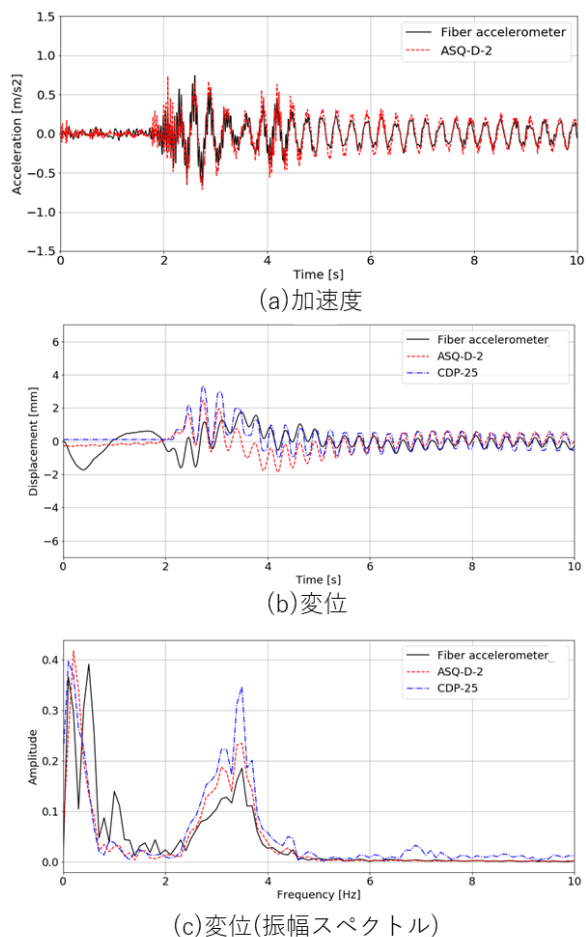 Fiber accelerometer
ASQ-D-2
Acceleration [m/s2]
1.5
1.0
0.5
0.0
−0.5
−1.0
−1.5
0 2 4 6 8 10
Time [s]
(a)加速度
Fiber accelerometer
ASQ-D-2
CDP-25
Displacement [mm]
6
4
2
0
−2
−4
−6
0 2 4 6 8 10
Time [s]
(b)変位
Fiber accelerometer
ASQ-D-2
CDP-25
Amplitude
0.4
0.3
0.2
0.1
0.0
0 2 4 6 8 10
Frequency [Hz]
(c)変位(振幅スペクトル)